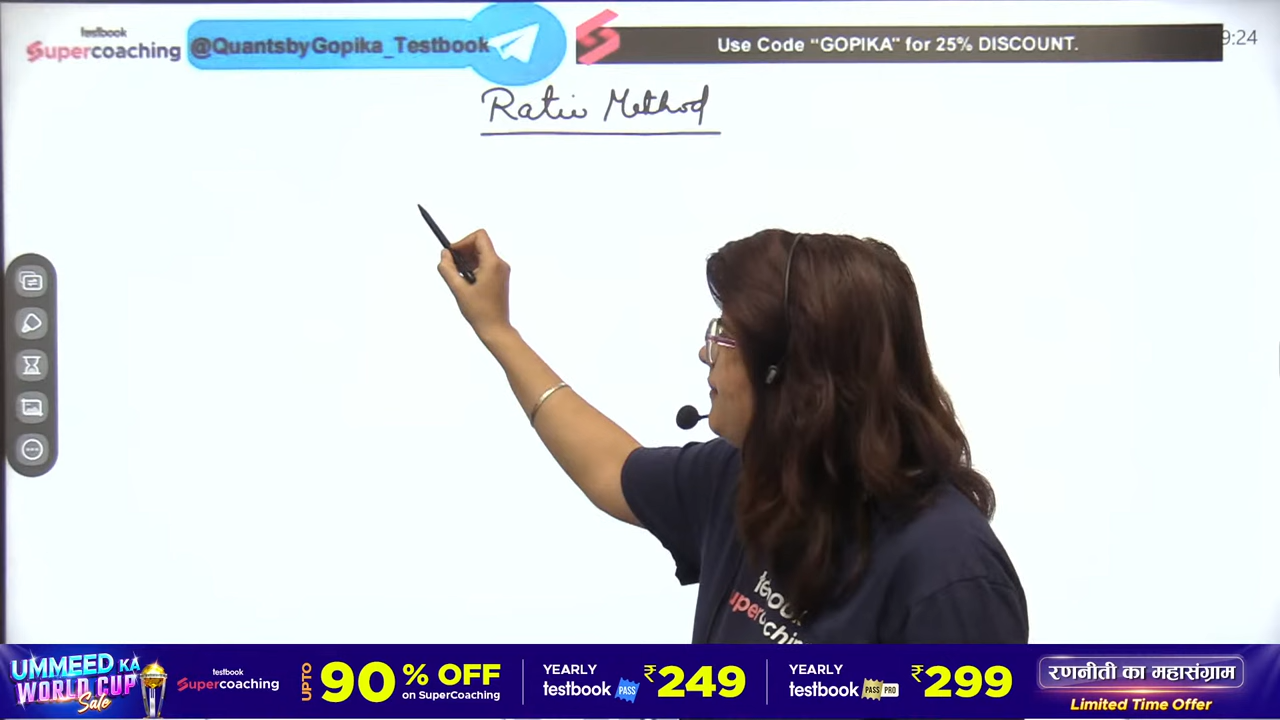 testbook
Supercoaching
@QuantsbyGopika_Testbook
Use Code “GOPIKA” for 25% DISCOUNT.
9:24
Ratio Method
testbook
supercoaching
UMMEED KA
WORLD CUP
Sale
testbook
Supercoaching
UPTO
90% OFF
on SuperCoaching
YEARLY
testbook PASS
₹249
YEARLY
testbook PASS PRO
₹299
रणनीती का महासंग्राम
Limited Time Offer